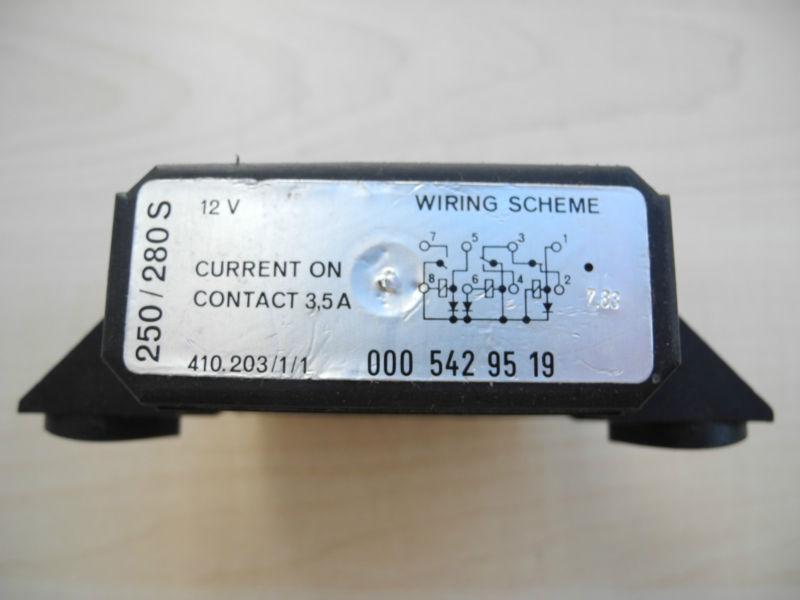 250/280 S
12 V
WIRING SCHEME
CURRENT ON
CONTACT 3,5 A
7 5 3 1
8 6 4 2
7.83
410.203/1/1
000 542 95 19